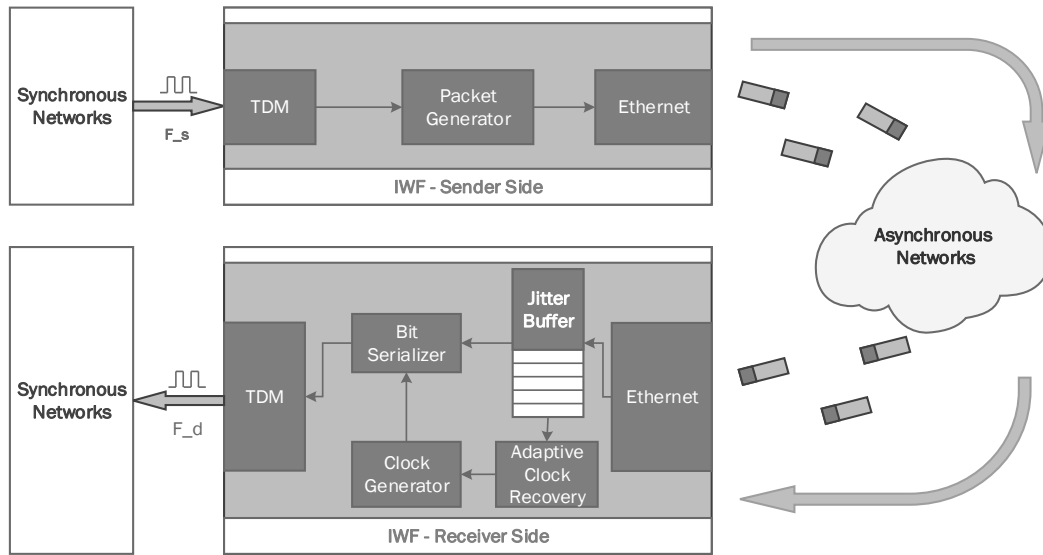 Synchronous
Networks
F_s
TDM
Packet
Generator
Ethernet
IWF - Sender Side
Asynchronous
Networks
Synchronous
Networks
F_d
TDM
Bit
Serializer
Jitter
Buffer
Ethernet
Clock
Generator
Adaptive
Clock
Recovery
IWF - Receiver Side